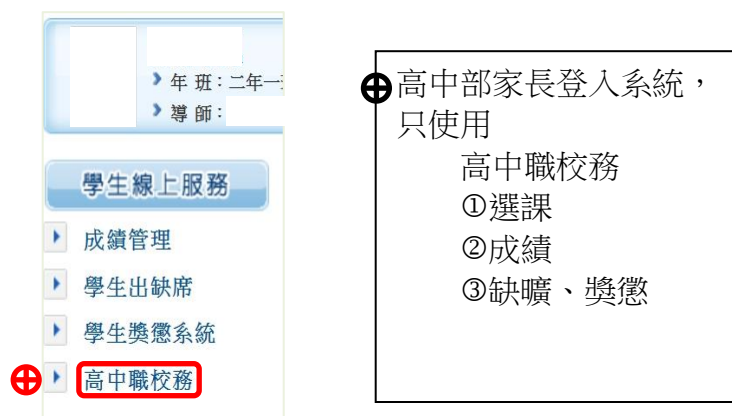 年 班：二年一
導 師：
學生線上服務
成績管理
學生出缺席
學生獎懲系統
高中職校務
高中部家長登入系統，
只使用
高中職校務
①選課
②成績
③缺曠、獎懲